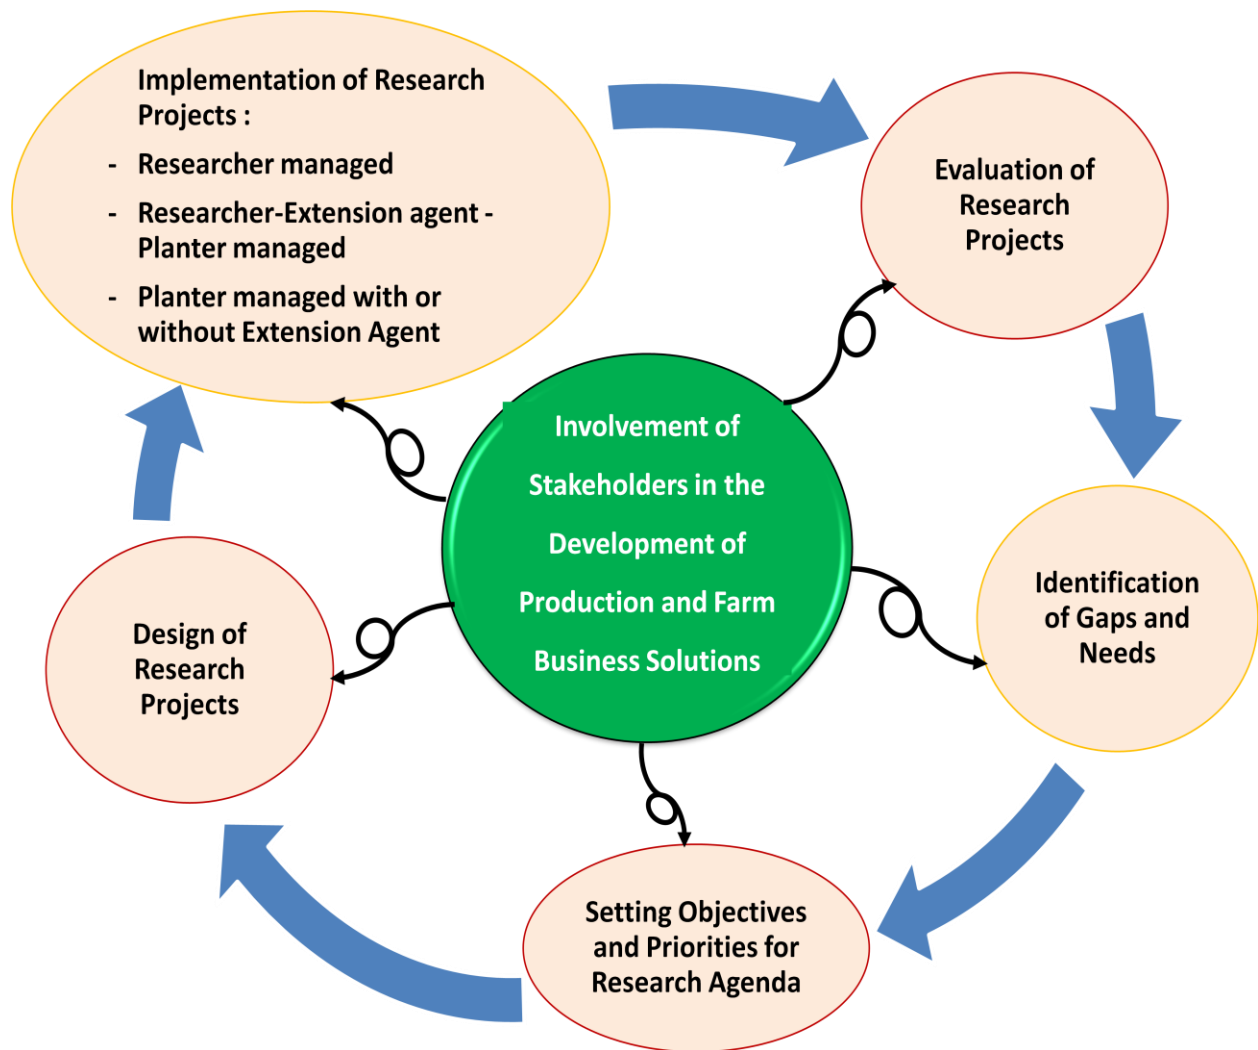 Implementation of Research
Projects :
- Researcher managed
- Researcher-Extension agent -
Planter managed
- Planter managed with or
without Extension Agent
Evaluation of
Research
Projects
Involvement of
Stakeholders in the
Development of
Production and Farm
Business Solutions
Identification
of Gaps and
Needs
Design of
Research
Projects
Setting Objectives
and Priorities for
Research Agenda